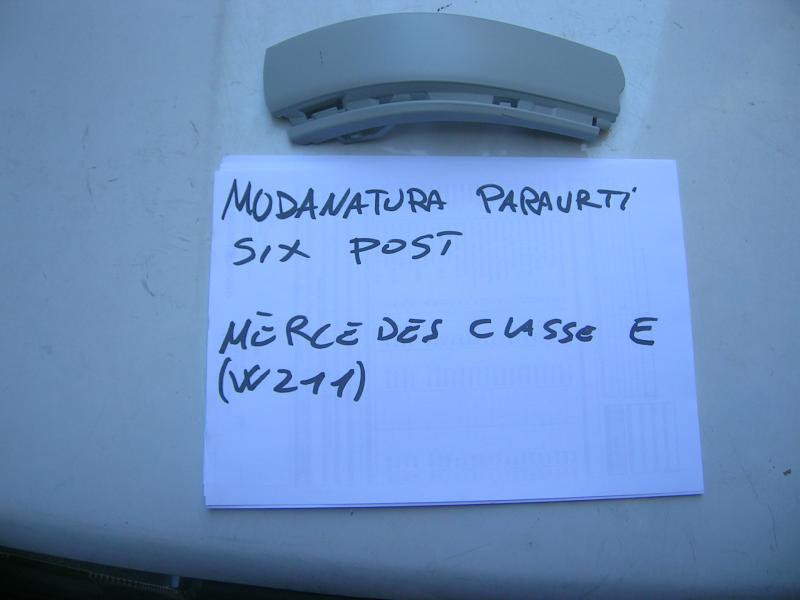 MODANATURA PARAURTI
SIX POST
MERCEDES CLASSE E
(W211)